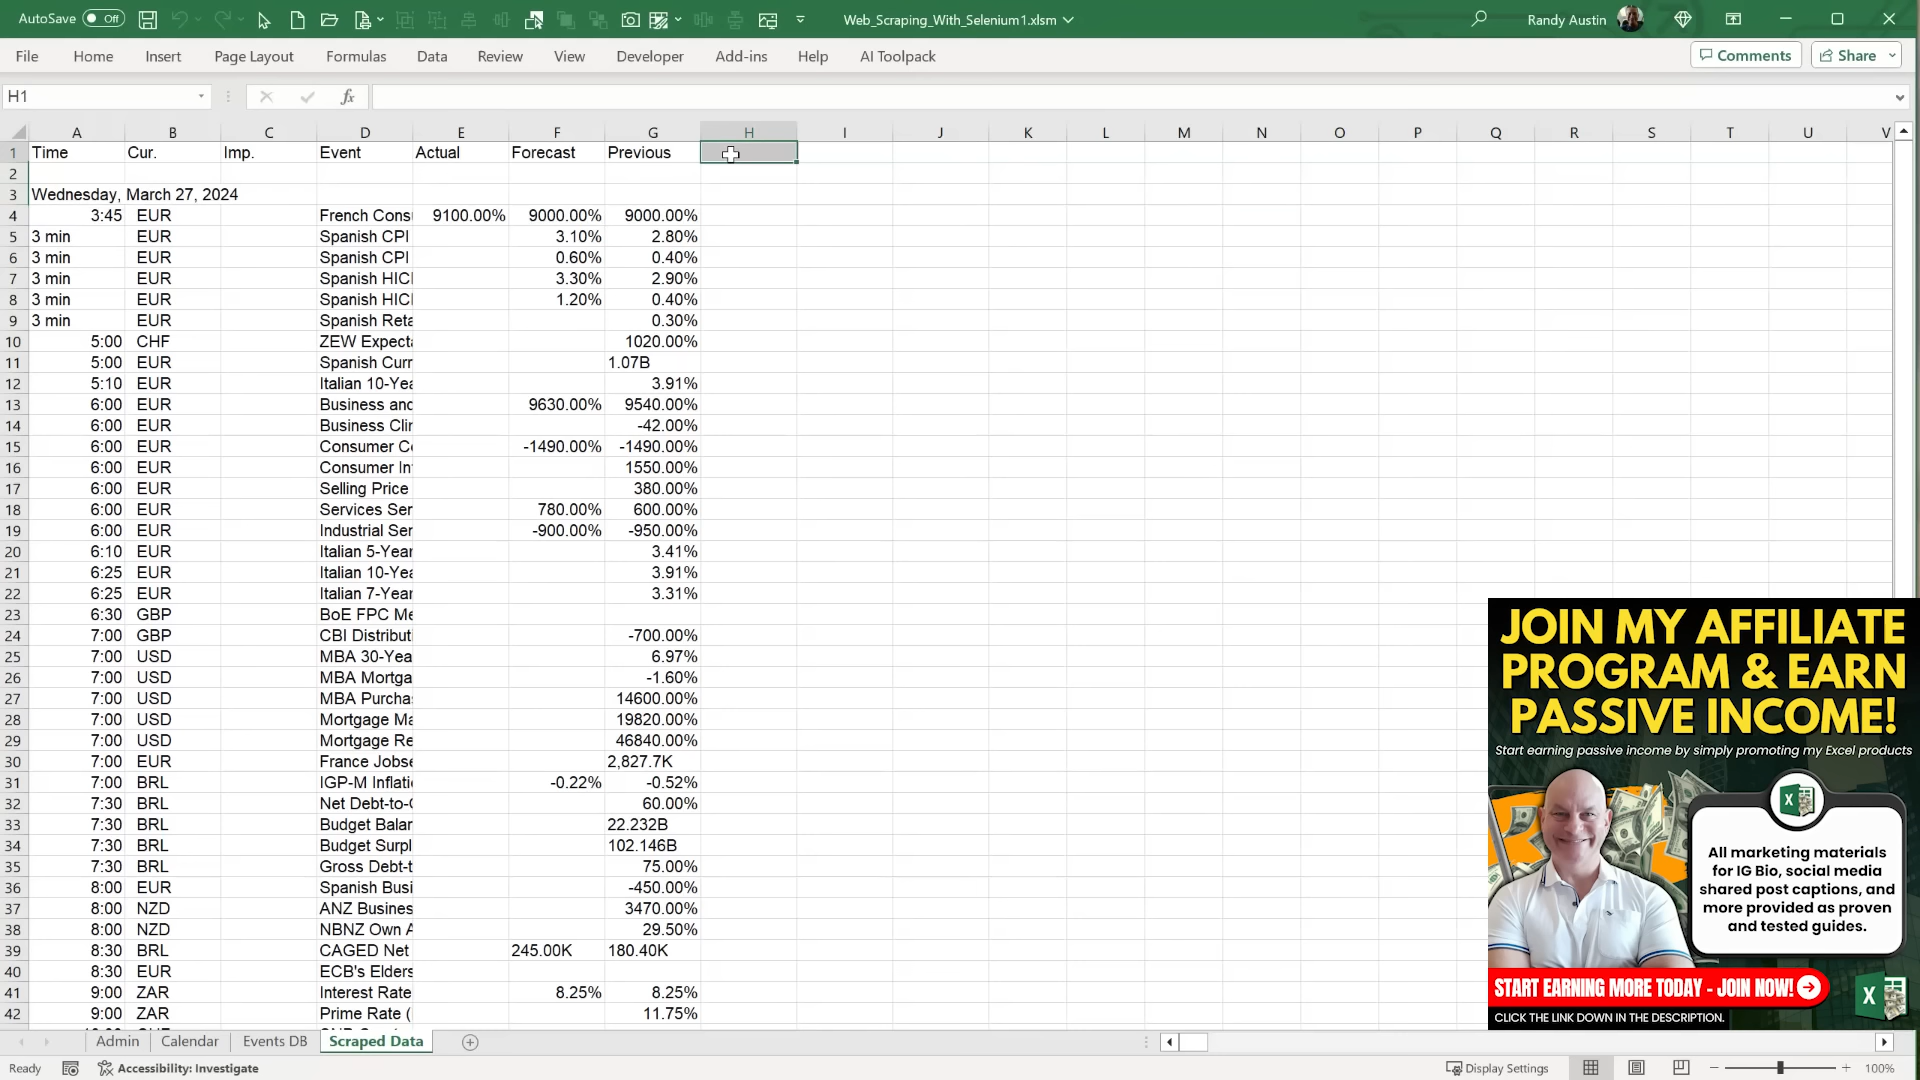 AutoSave Off Web_Scraping_With_Selenium1.xlsm Randy Austin
File Home Insert Page Layout Formulas Data Review View Developer Add-ins Help AI Toolpack Comments Share
H1 fx
A B C D E F G H I J K L M N O P Q R S T U V
1 Time Cur. Imp. Event Actual Forecast Previous
2
3 Wednesday, March 27, 2024
4 3:45 EUR French Cons 9100.00% 9000.00% 9000.00%
5 3 min EUR Spanish CPI 3.10% 2.80%
6 3 min EUR Spanish CPI 0.60% 0.40%
7 3 min EUR Spanish HICI 3.30% 2.90%
8 3 min EUR Spanish HICI 1.20% 0.40%
9 3 min EUR Spanish Reta 0.30%
10 5:00 CHF ZEW Expecta 1020.00%
11 5:00 EUR Spanish Curr 1.07B
12 5:10 EUR Italian 10-Yea 3.91%
13 6:00 EUR Business and 9630.00% 9540.00%
14 6:00 EUR Business Clir -42.00%
15 6:00 EUR Consumer Co -1490.00% -1490.00%
16 6:00 EUR Consumer In 1550.00%
17 6:00 EUR Selling Price 380.00%
18 6:00 EUR Services Ser 780.00% 600.00%
19 6:00 EUR Industrial Ser -900.00% -950.00%
20 6:10 EUR Italian 5-Year 3.41%
21 6:25 EUR Italian 10-Yea 3.91%
22 6:25 EUR Italian 7-Year 3.31%
23 6:30 GBP BoE FPC Me
24 7:00 GBP CBI Distributi -700.00%
25 7:00 USD MBA 30-Yea 6.97%
26 7:00 USD MBA Mortga -1.60%
27 7:00 USD MBA Purcha 14600.00%
28 7:00 USD Mortgage Ma 19820.00%
29 7:00 USD Mortgage Re 46840.00%
30 7:00 EUR France Jobse 2,827.7K
31 7:00 BRL IGP-M Inflatic -0.22% -0.52%
32 7:30 BRL Net Debt-to-G 60.00%
33 7:30 BRL Budget Balar 22.232B
34 7:30 BRL Budget Surpl 102.146B
35 7:30 BRL Gross Debt-t 75.00%
36 8:00 EUR Spanish Busi -450.00%
37 8:00 NZD ANZ Busines 3470.00%
38 8:00 NZD NBNZ Own A 29.50%
39 8:30 BRL CAGED Net 245.00K 180.40K
40 8:30 EUR ECB's Elders
41 9:00 ZAR Interest Rate 8.25% 8.25%
42 9:00 ZAR Prime Rate ( 11.75%
JOIN MY AFFILIATE
PROGRAM & EARN
PASSIVE INCOME!
Start earning passive income by simply promoting my Excel products
All marketing materials
for IG Bio, social media
shared post captions, and
more provided as proven
and tested guides.
START EARNING MORE TODAY - JOIN NOW!
CLICK THE LINK DOWN IN THE DESCRIPTION.
Admin Calendar Events DB Scraped Data
Ready Accessibility: Investigate Display Settings 100%